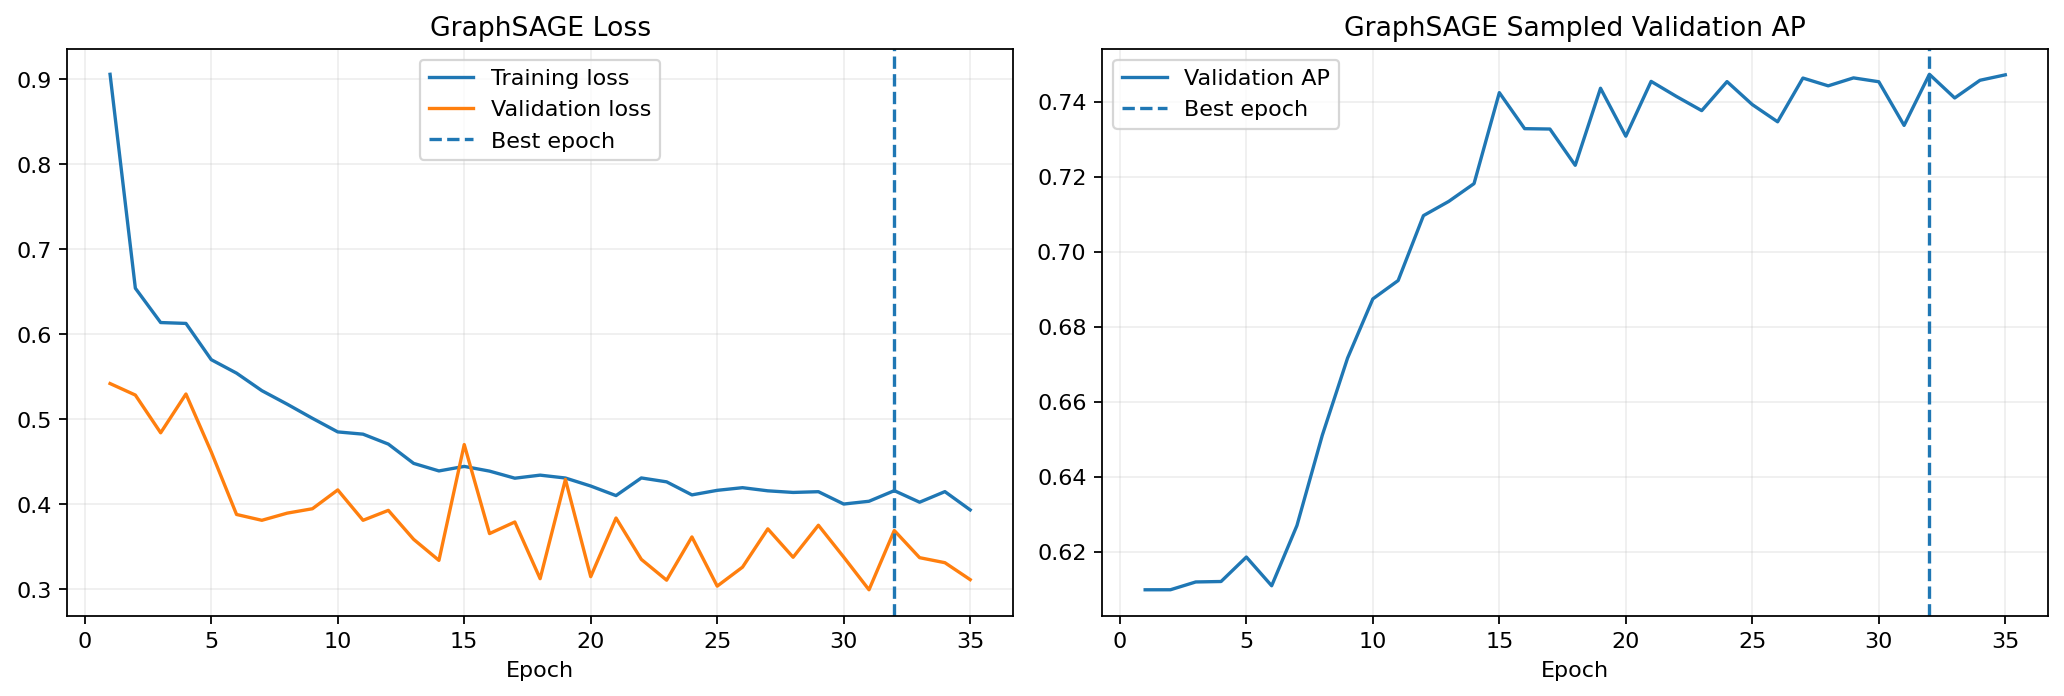 GraphSAGE Loss
Training loss
Validation loss
Best epoch
0.9
0.8
0.7
0.6
0.5
0.4
0.3
0 5 10 15 20 25 30 35
Epoch
GraphSAGE Sampled Validation AP
Validation AP
Best epoch
0.74
0.72
0.70
0.68
0.66
0.64
0.62
0 5 10 15 20 25 30 35
Epoch